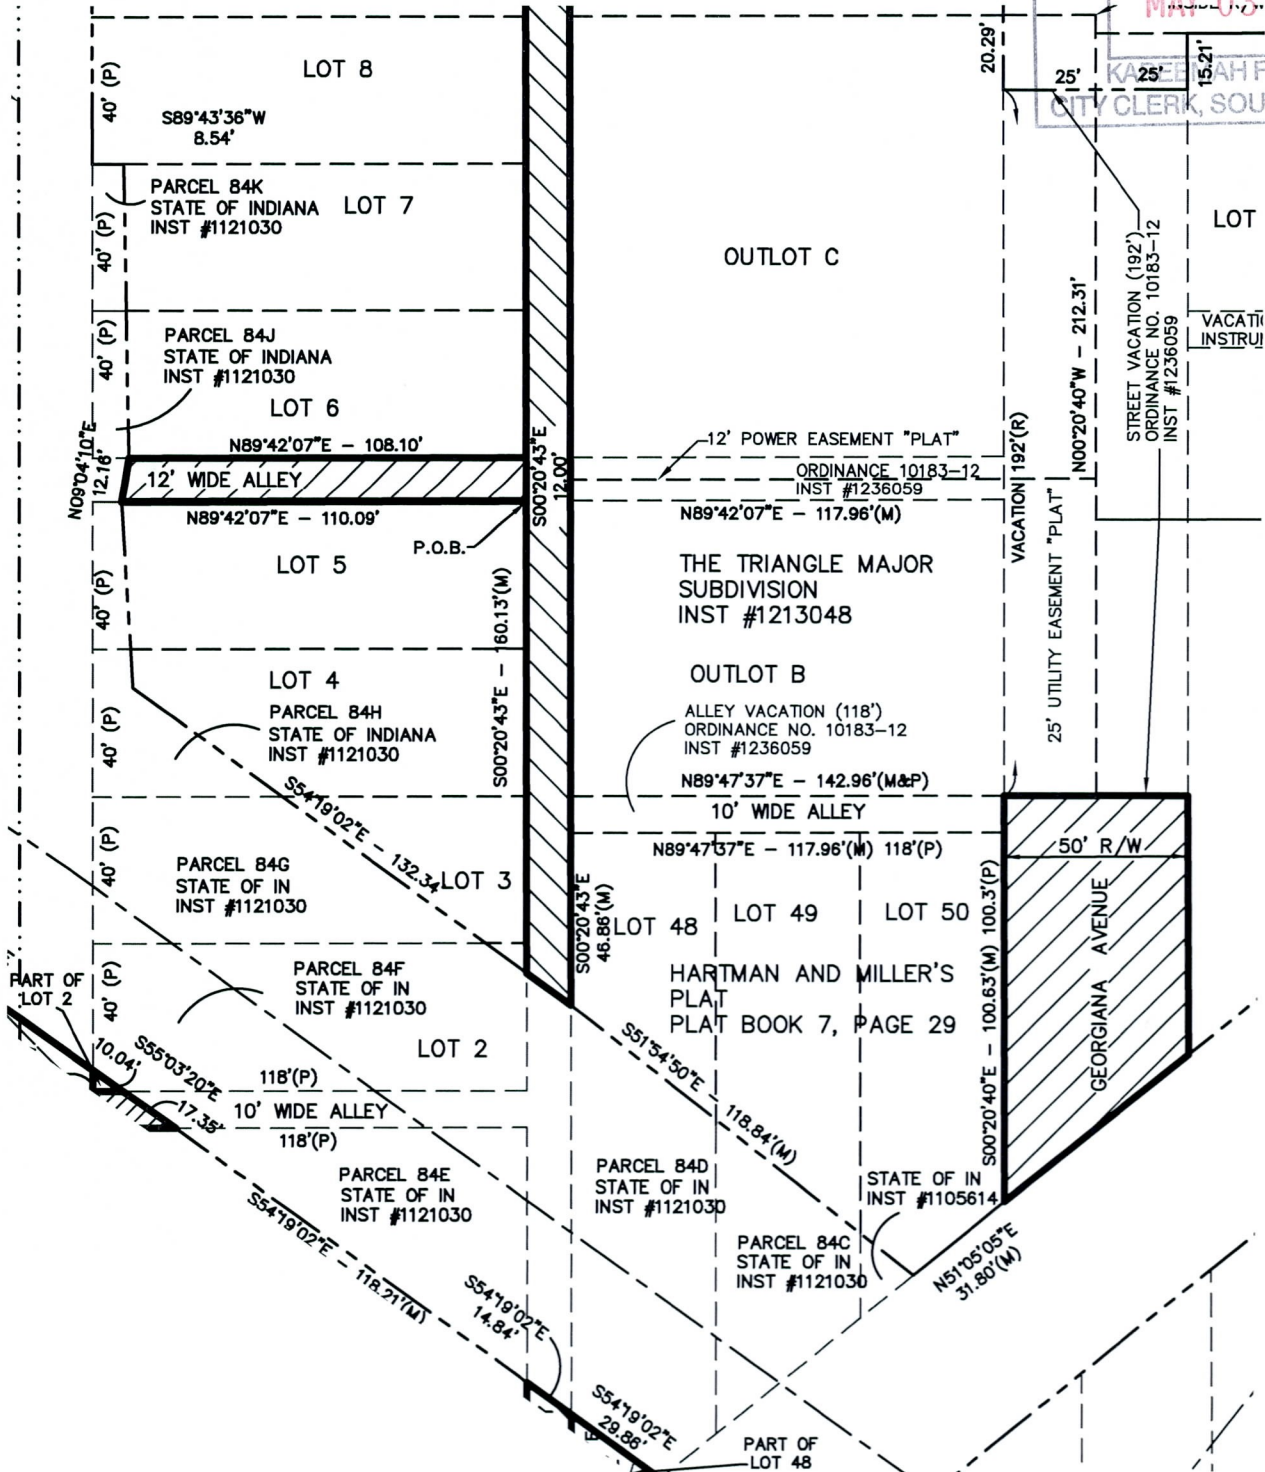 MAY 03
KAREEMAH F
CITY CLERK, SOU
20.29'
25'
25'
15.21'
LOT 8
40' (P)
S89°43'36"W
8.54'
PARCEL 84K
STATE OF INDIANA
INST #1121030
LOT 7
40' (P)
OUTLOT C
LOT
STREET VACATION (192')
ORDINANCE NO. 10183-12
INST #1236059
N00°20'40"W - 212.31'
VACATI
INSTRU
PARCEL 84J
STATE OF INDIANA
INST #1121030
40' (P)
LOT 6
N89°42'07"E - 108.10'
N09°04'10"E
12.16'
12' WIDE ALLEY
N89°42'07"E - 110.09'
P.O.B.
S00°20'43"E
12.00'
12' POWER EASEMENT "PLAT"
ORDINANCE 10183-12
INST #1236059
N89°42'07"E - 117.96'(M)
VACATION 192'(R)
25' UTILITY EASEMENT "PLAT"
LOT 5
40' (P)
S00°20'43"E - 160.13'(M)
THE TRIANGLE MAJOR
SUBDIVISION
INST #1213048
LOT 4
PARCEL 84H
STATE OF INDIANA
INST #1121030
40' (P)
OUTLOT B
ALLEY VACATION (118')
ORDINANCE NO. 10183-12
INST #1236059
N89°47'37"E - 142.96'(M&P)
10' WIDE ALLEY
N89°47'37"E - 117.96'(M) 118'(P)
S54°19'02"E - 132.34'
LOT 3
PARCEL 84G
STATE OF IN
INST #1121030
40' (P)
50' R/W
GEORGIANA AVENUE
S00°20'43"E
46.86'(M)
LOT 48
LOT 49
LOT 50
S00°20'40"E - 100.63'(M) 100.3'(P)
HARTMAN AND MILLER'S
PLAT
PLAT BOOK 7, PAGE 29
PART OF
LOT 2
40' (P)
PARCEL 84F
STATE OF IN
INST #1121030
LOT 2
S55°03'20"E
10.04'
17.35'
118'(P)
10' WIDE ALLEY
118'(P)
S51°54'50"E - 118.84'(M)
PARCEL 84E
STATE OF IN
INST #1121030
PARCEL 84D
STATE OF IN
INST #1121030
STATE OF IN
INST #1105614
PARCEL 84C
STATE OF IN
INST #1121030
N51°05'05"E
31.80'(M)
S54°19'02"E - 118.21'(M)
S54°19'02"E
14.84'
S54°19'02"E
29.86'
PART OF
LOT 48